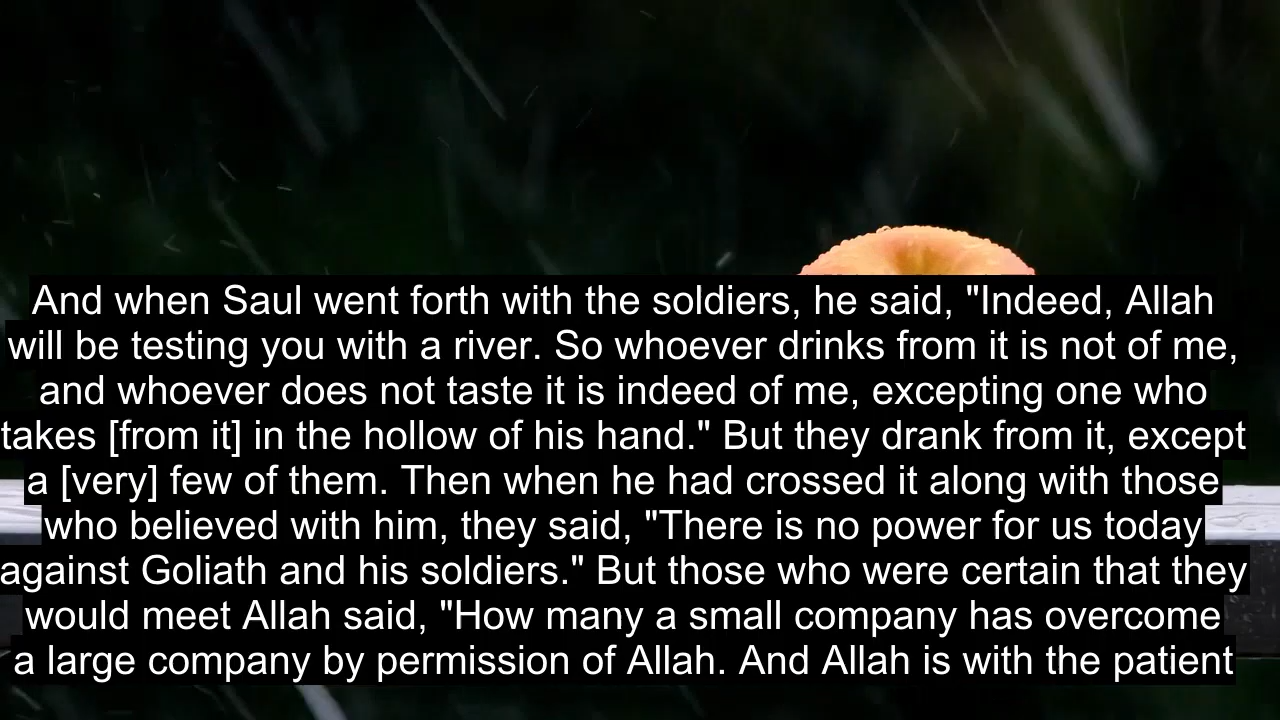 And when Saul went forth with the soldiers, he said, "Indeed, Allah
will be testing you with a river. So whoever drinks from it is not of me,
and whoever does not taste it is indeed of me, excepting one who
takes [from it] in the hollow of his hand." But they drank from it, except
a [very] few of them. Then when he had crossed it along with those
who believed with him, they said, "There is no power for us today
against Goliath and his soldiers." But those who were certain that they
would meet Allah said, "How many a small company has overcome
a large company by permission of Allah. And Allah is with the patient